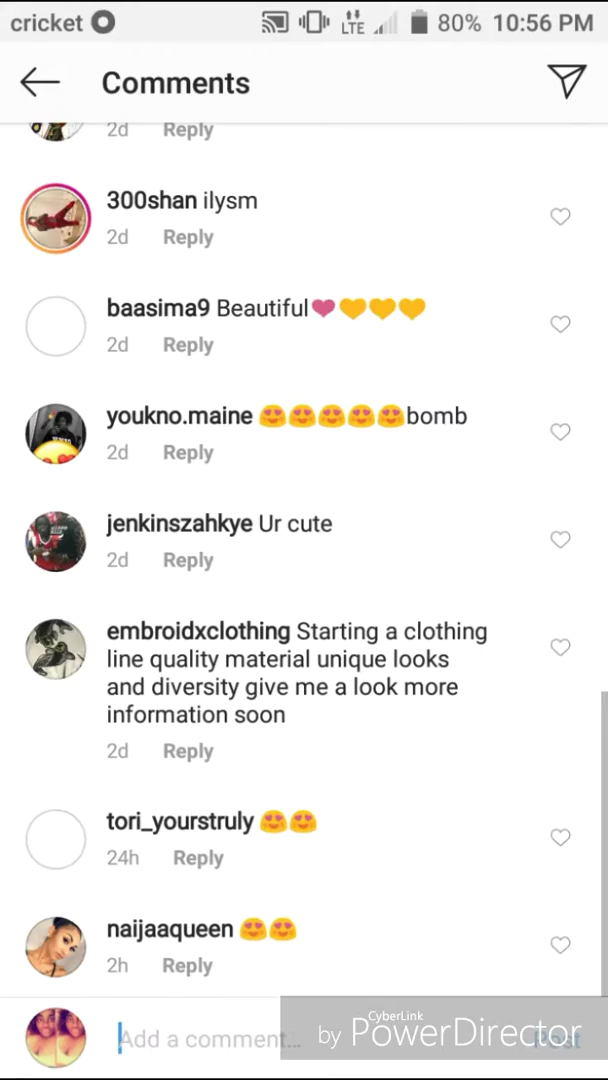 cricket LTE 80% 10:56 PM
Comments
2d Reply
300shan ilysm
2d Reply
baasima9 Beautiful❤️💛💛💛
2d Reply
youkno.maine 😍😍😍😍😍bomb
2d Reply
jenkinszahkye Ur cute
2d Reply
embroidxclothing Starting a clothing
line quality material unique looks
and diversity give me a look more
information soon
2d Reply
tori_yourstruly 😍😍
24h Reply
naijaaqueen 😍😍
2h Reply
Add a comment... Post
CyberLink
by PowerDirector